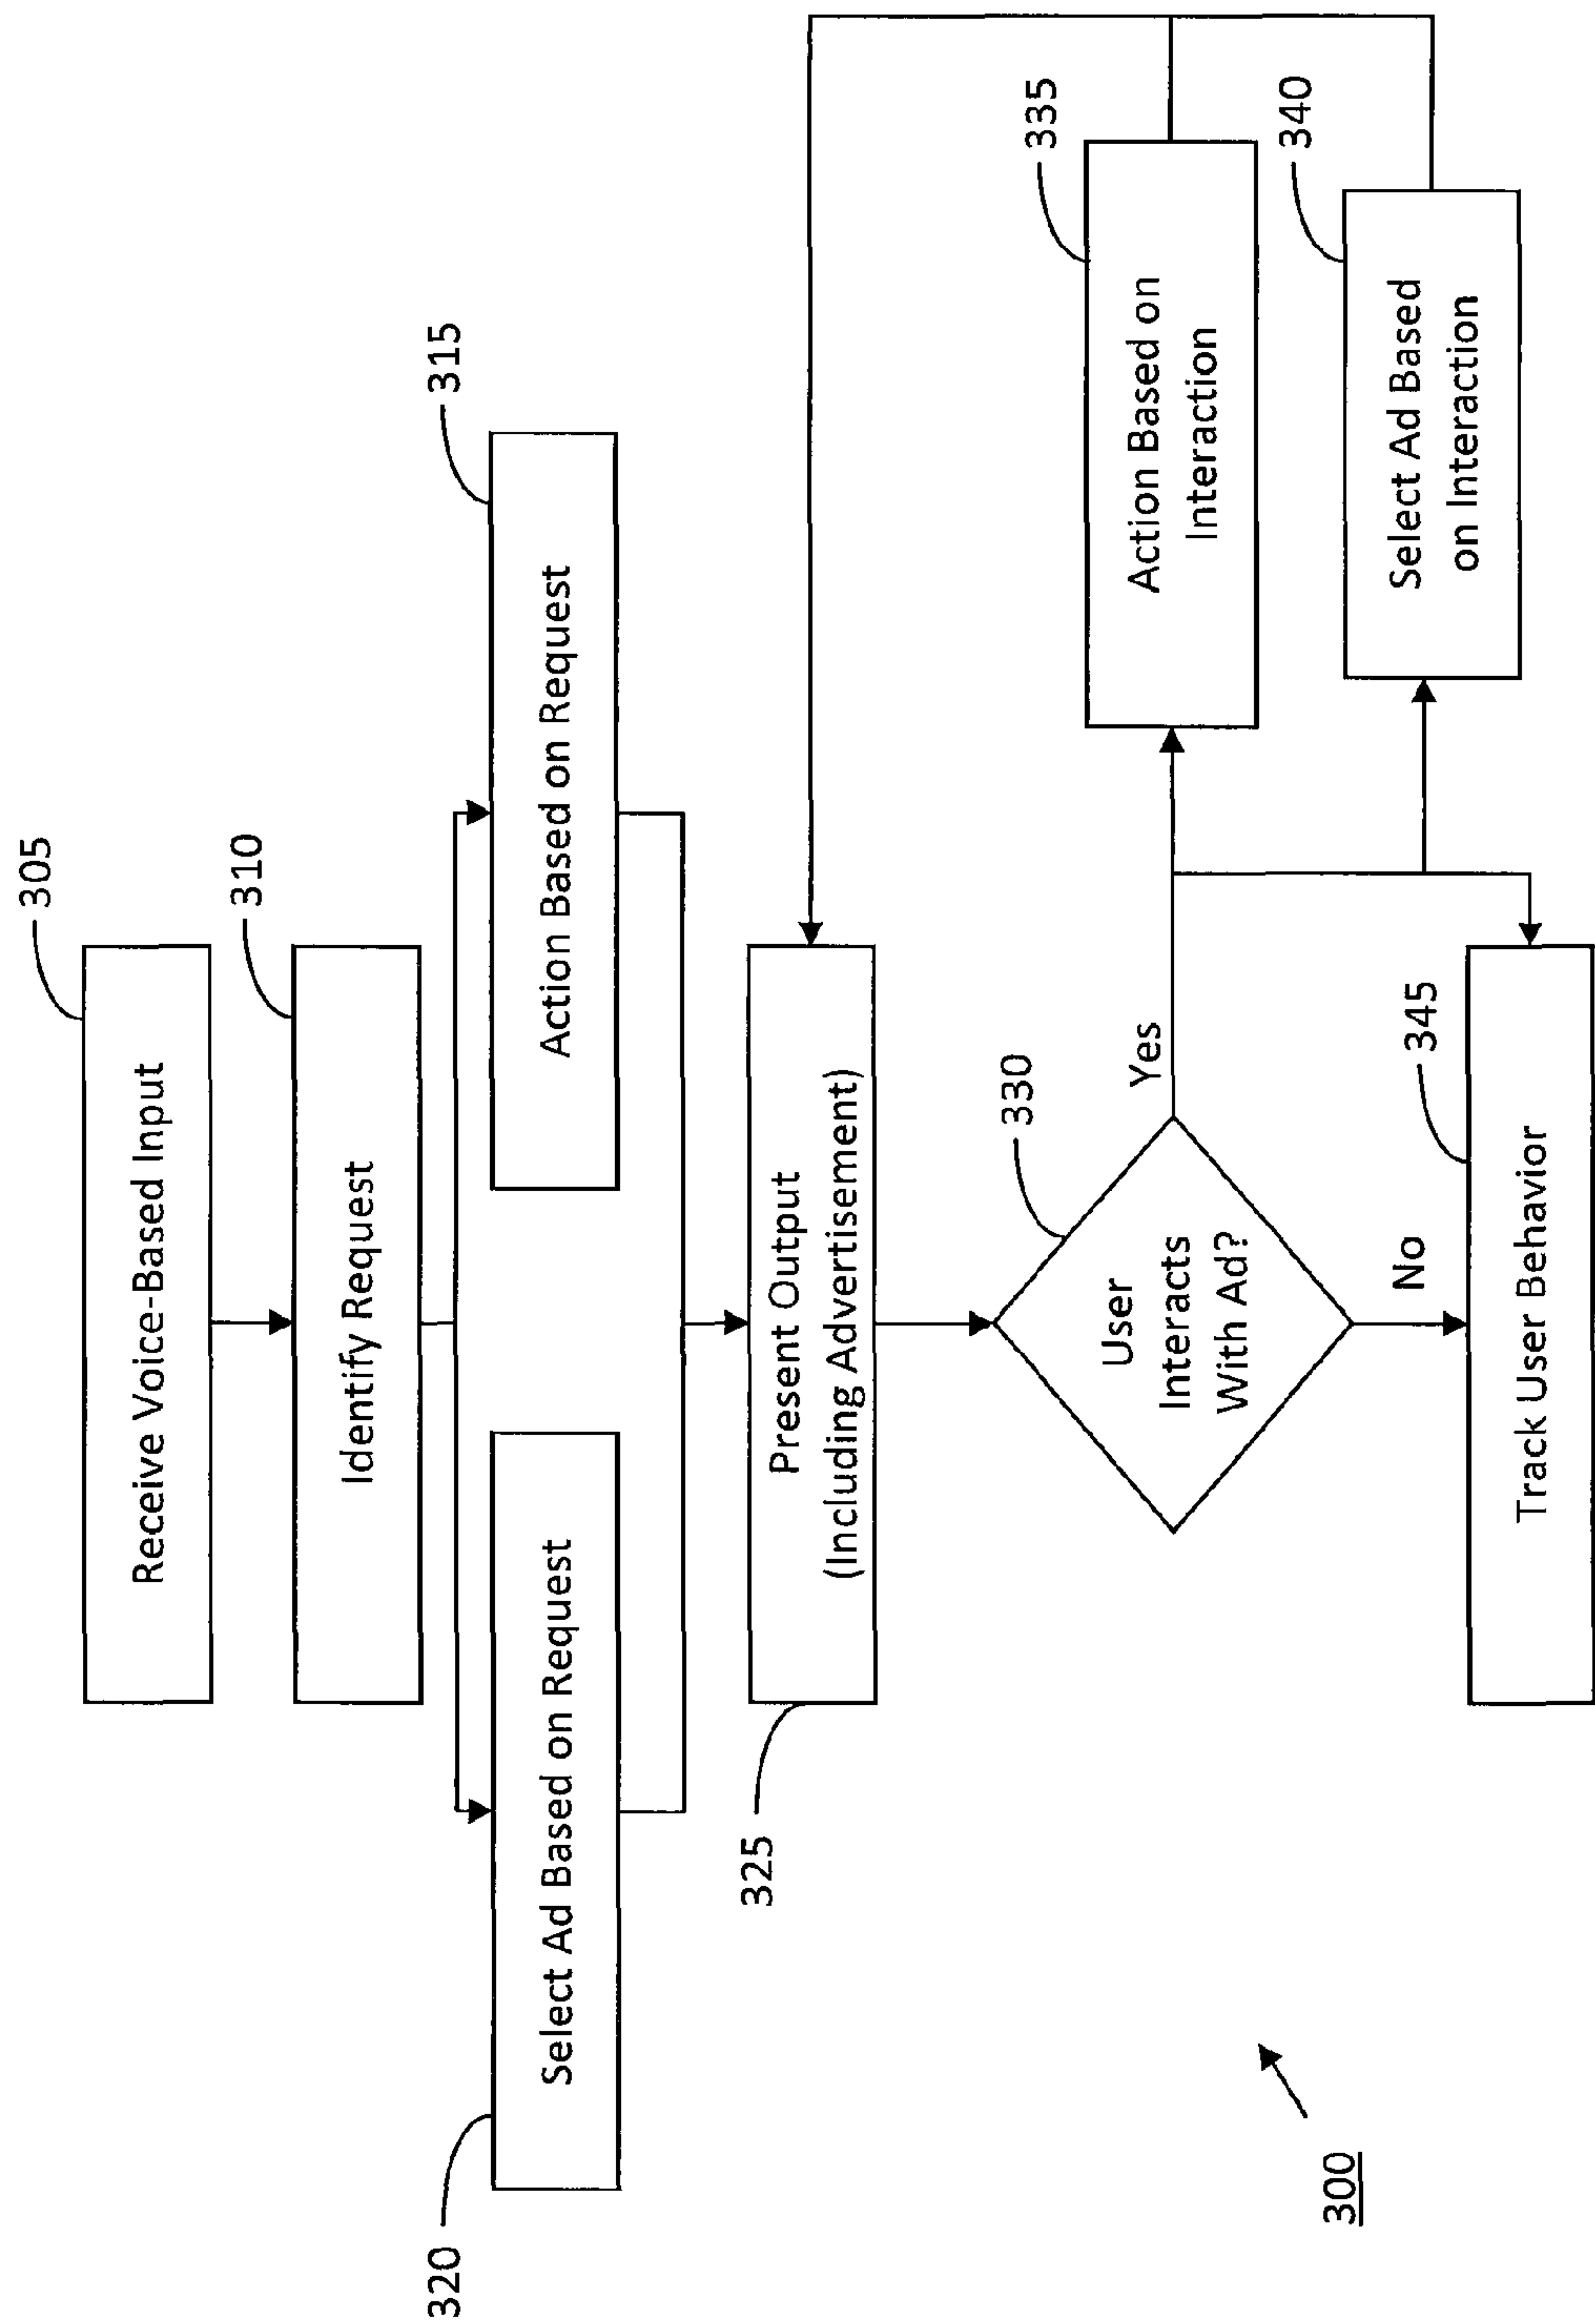 305
Receive Voice-Based Input
310
Identify Request
320
Select Ad Based on Request
315
Action Based on Request
325
Present Output
(Including Advertisement)
330
User
Interacts
With Ad?
Yes
No
335
Action Based on
Interaction
340
Select Ad Based
on Interaction
345
Track User Behavior
300